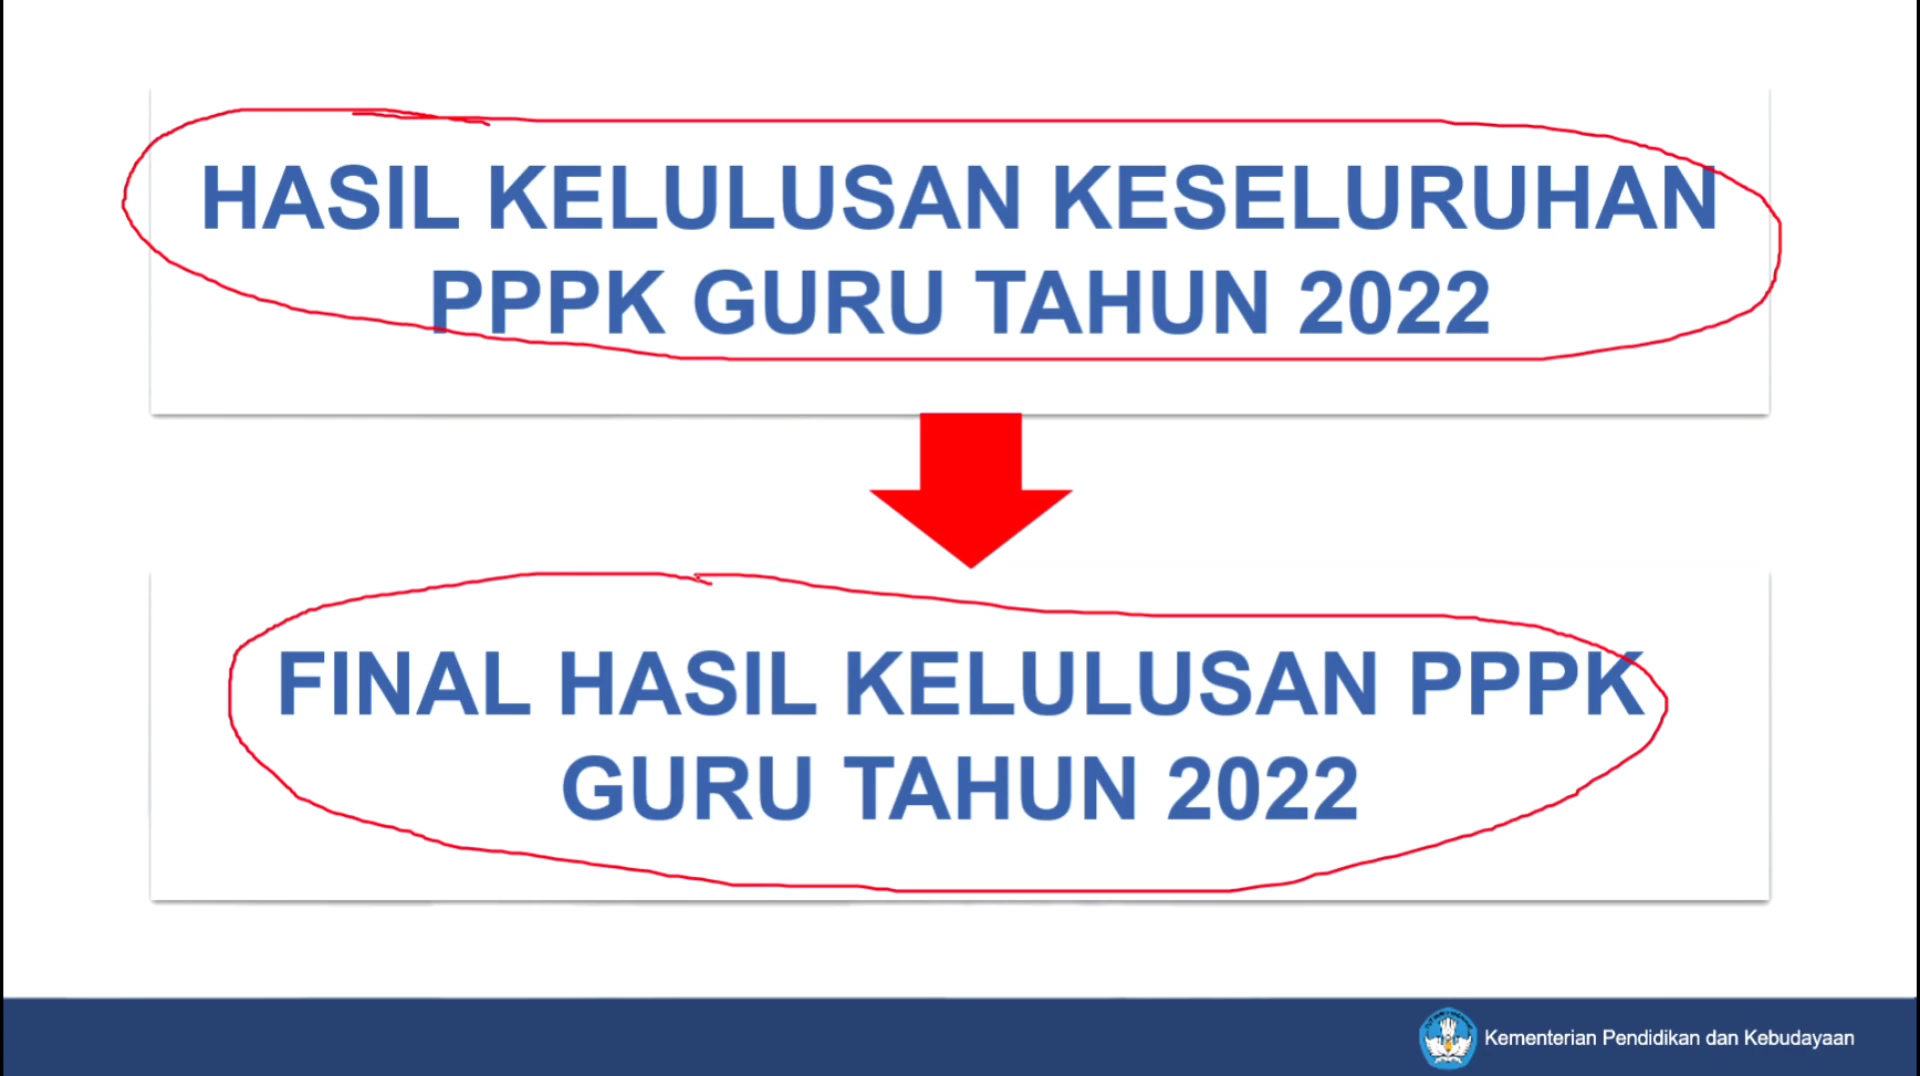 HASIL KELULUSAN KESELURUHAN
PPPK GURU TAHUN 2022
FINAL HASIL KELULUSAN PPPK
GURU TAHUN 2022
Kementerian Pendidikan dan Kebudayaan